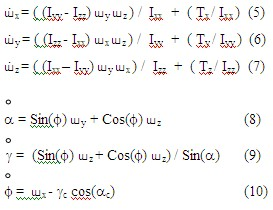 ω̇x = ( (Iyy - Izz) ωy ωz ) / Ixx + ( Tx / Ixx) (5)
ω̇y = ( (Izz - Ixx) ωx ωz ) / Iyy + ( Ty / Iyy) (6)
ω̇z = ( (Ixx – Iyy) ωy ωx ) / Izz + ( Tz / Izz) (7)
α̊ = Sin(ϕ) ωy + Cos(ϕ) ωz (8)
γ̊ = (Sin(ϕ) ωz + Cos(ϕ) ωz) / Sin(α) (9)
ϕ̊ = ωx - γc cos(αc) (10)